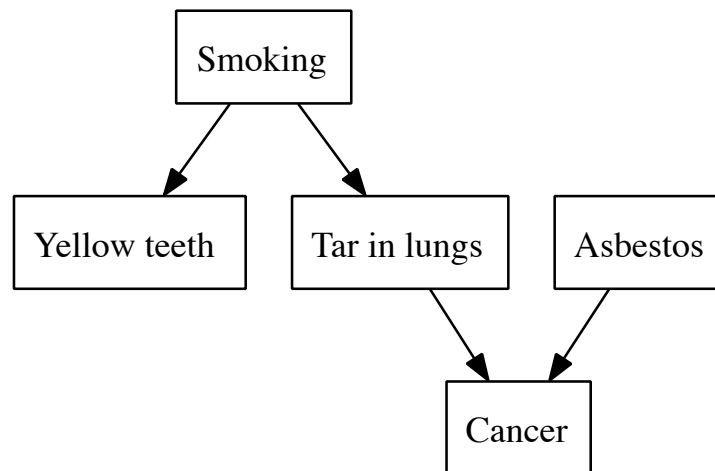 Smoking
Yellow teeth
Tar in lungs
Asbestos
Cancer